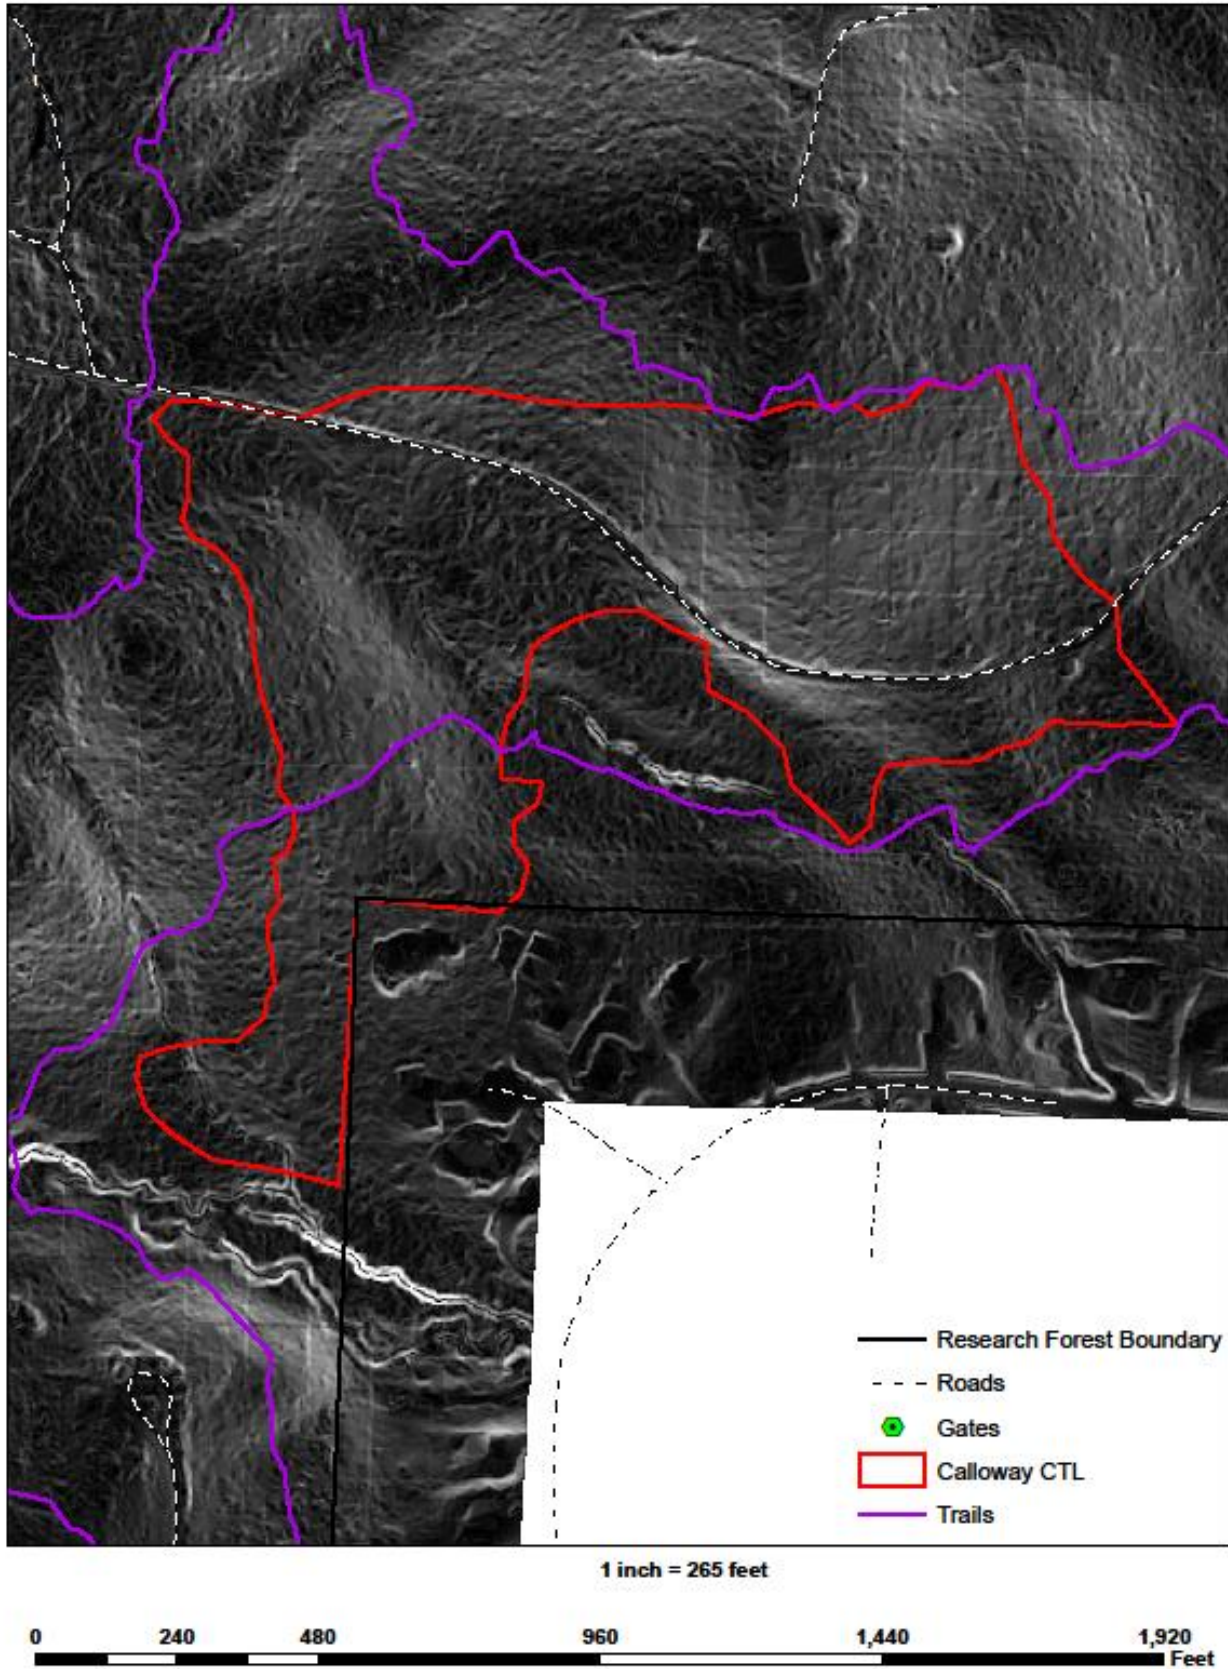 Research Forest Boundary
Roads
Gates
Calloway CTL
Trails
1 inch = 265 feet
0 240 480 960 1,440 1,920
Feet